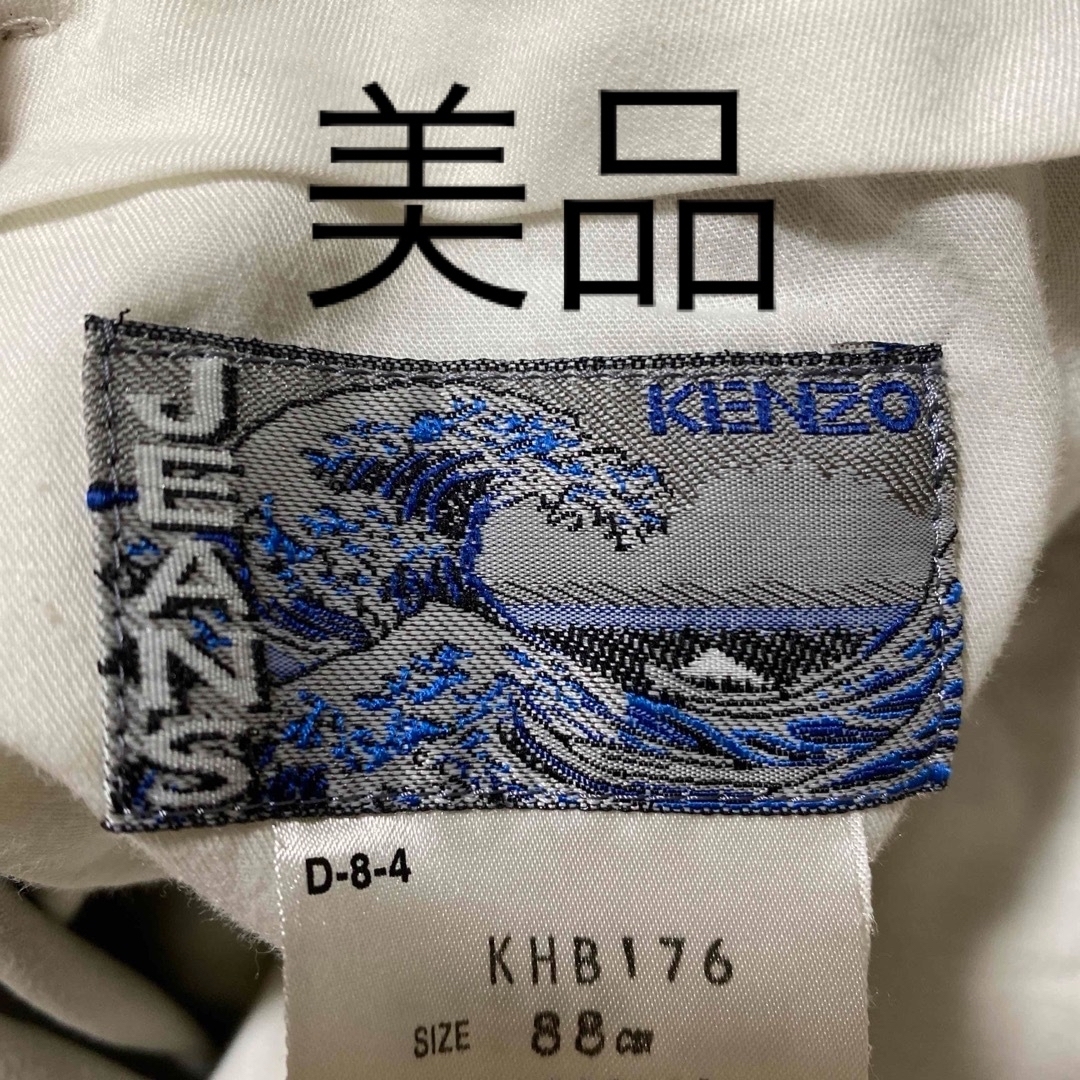 美品
KENZO
JEANS
D-8-4
KHB176
SIZE 88cm